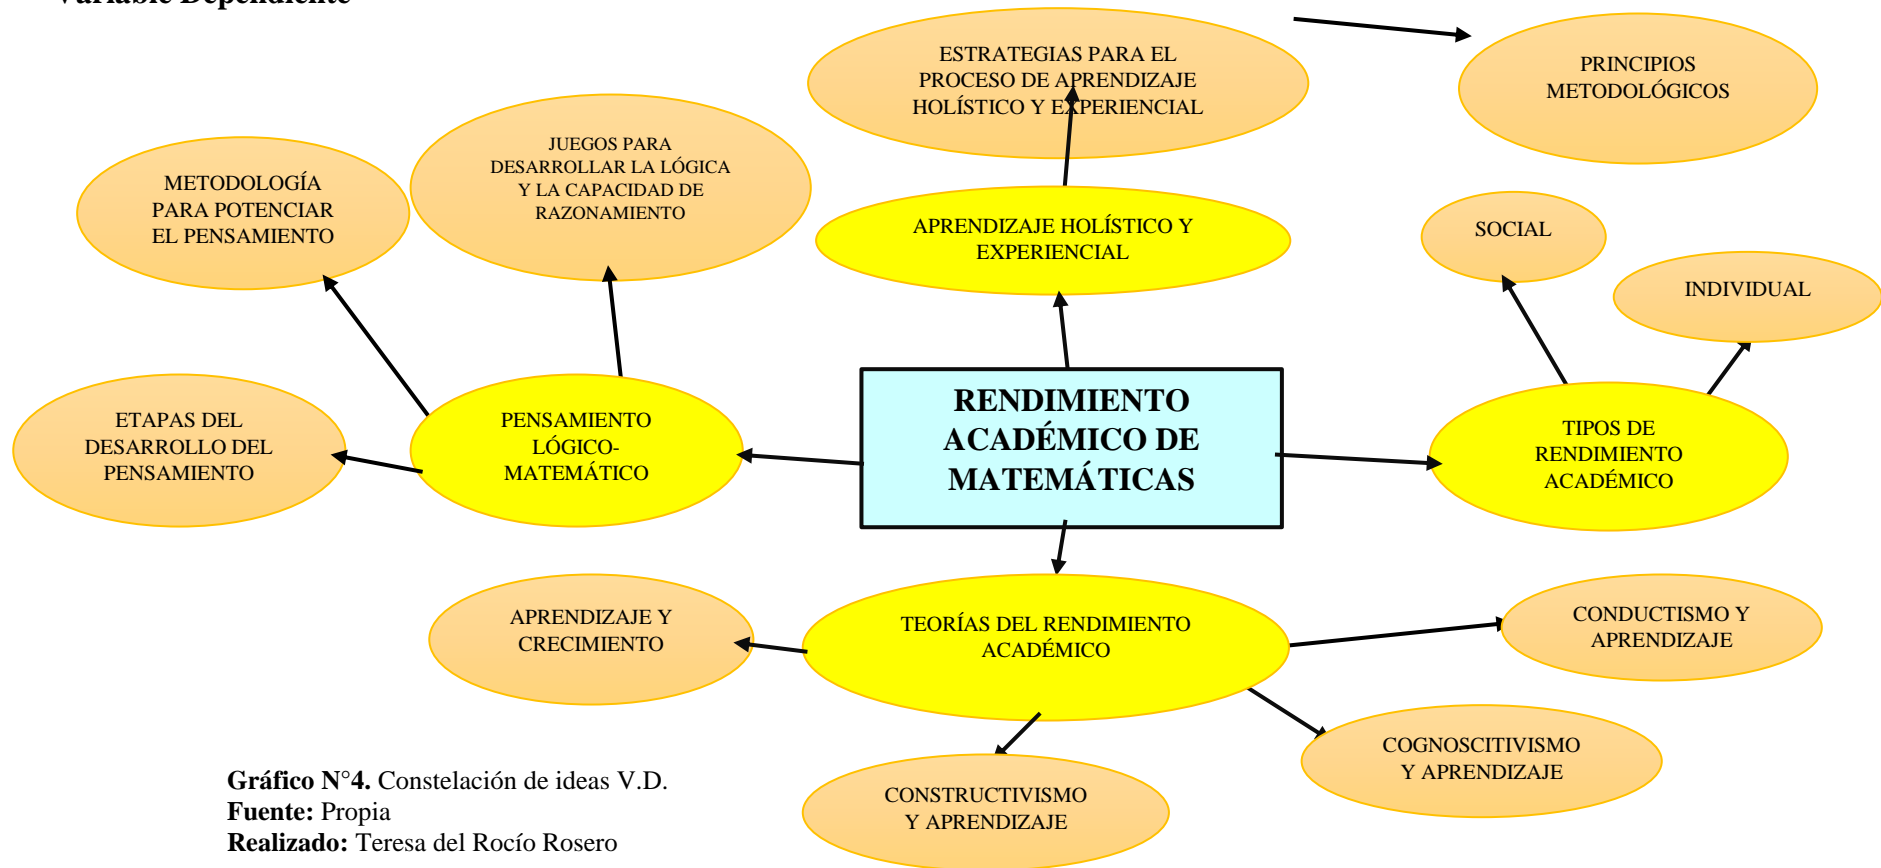 Variable Dependiente
ESTRATEGIAS PARA EL
PROCESO DE APRENDIZAJE
HOLÍSTICO Y EXPERIENCIAL
PRINCIPIOS
METODOLÓGICOS
JUEGOS PARA
DESARROLLAR LA LÓGICA
Y LA CAPACIDAD DE
RAZONAMIENTO
METODOLOGÍA
PARA POTENCIAR
EL PENSAMIENTO
APRENDIZAJE HOLÍSTICO Y
EXPERIENCIAL
SOCIAL
INDIVIDUAL
ETAPAS DEL
DESARROLLO DEL
PENSAMIENTO
PENSAMIENTO
LÓGICO-
MATEMÁTICO
RENDIMIENTO
ACADÉMICO DE
MATEMÁTICAS
TIPOS DE
RENDIMIENTO
ACADÉMICO
APRENDIZAJE Y
CRECIMIENTO
TEORÍAS DEL RENDIMIENTO
ACADÉMICO
CONDUCTISMO Y
APRENDIZAJE
COGNOSCITIVISMO
Y APRENDIZAJE
CONSTRUCTIVISMO
Y APRENDIZAJE
Gráfico N°4. Constelación de ideas V.D.
Fuente: Propia
Realizado: Teresa del Rocío Rosero